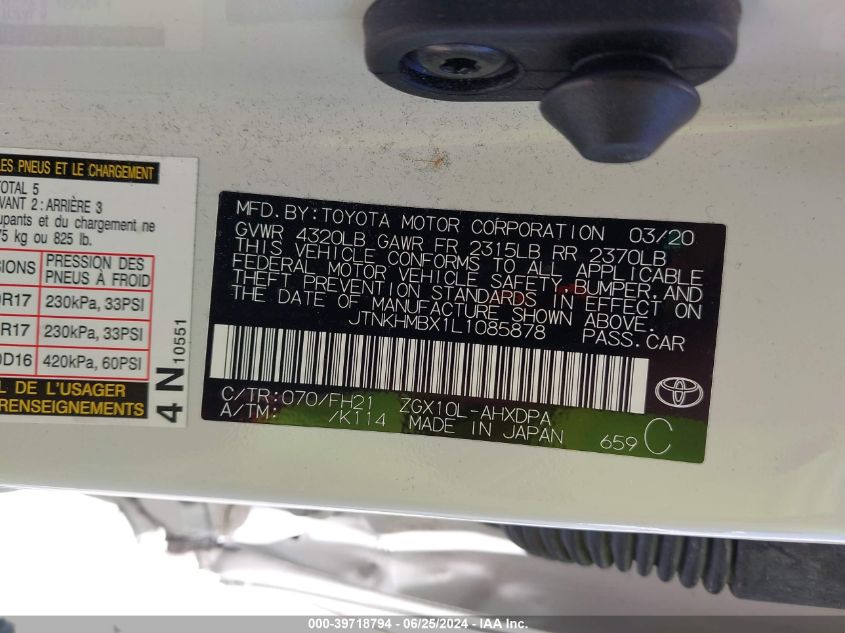 LES PNEUS ET LE CHARGEMENT
TOTAL 5
AVANT 2 : ARRIÈRE 3
cupants et du chargement ne
75 kg ou 825 lb.
SIONS PRESSION DES PNEUS À FROID
R17 230kPa, 33PSI
R17 230kPa, 33PSI
0D16 420kPa, 60PSI
L DE L'USAGER
RENSEIGNEMENTS
4N 10551
MFD. BY: TOYOTA MOTOR CORPORATION 03/20
GVWR 4320LB GAWR FR 2315LB RR 2370LB
THIS VEHICLE CONFORMS TO ALL APPLICABLE
FEDERAL MOTOR VEHICLE SAFETY, BUMPER, AND
THEFT PREVENTION STANDARDS IN EFFECT ON
THE DATE OF MANUFACTURE SHOWN ABOVE.
JTNKHMBX1L1085878 PASS. CAR
C/TR: 070/FH21 ZGX10L-AHXDPA
A/TM: /K114 MADE IN JAPAN 659 C
000-39718794 - 06/25/2024 - IAA Inc.